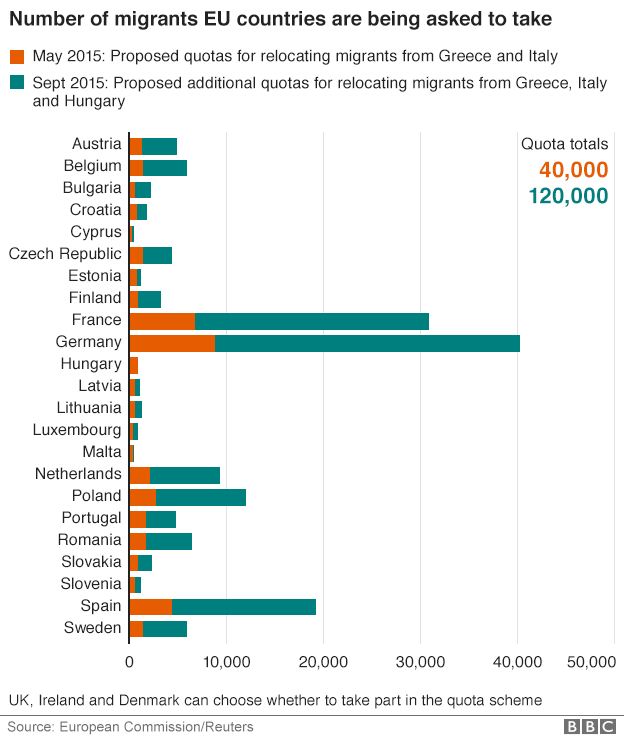 Number of migrants EU countries are being asked to take
May 2015: Proposed quotas for relocating migrants from Greece and Italy
Sept 2015: Proposed additional quotas for relocating migrants from Greece, Italy
and Hungary
Quota totals
40,000
120,000
Austria
Belgium
Bulgaria
Croatia
Cyprus
Czech Republic
Estonia
Finland
France
Germany
Hungary
Latvia
Lithuania
Luxembourg
Malta
Netherlands
Poland
Portugal
Romania
Slovakia
Slovenia
Spain
Sweden
0 10,000 20,000 30,000 40,000 50,000
UK, Ireland and Denmark can choose whether to take part in the quota scheme
Source: European Commission/Reuters
BBC